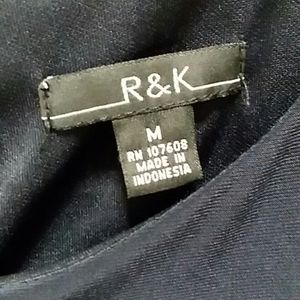 R&K
M
RN 107608
MADE IN
INDONESIA